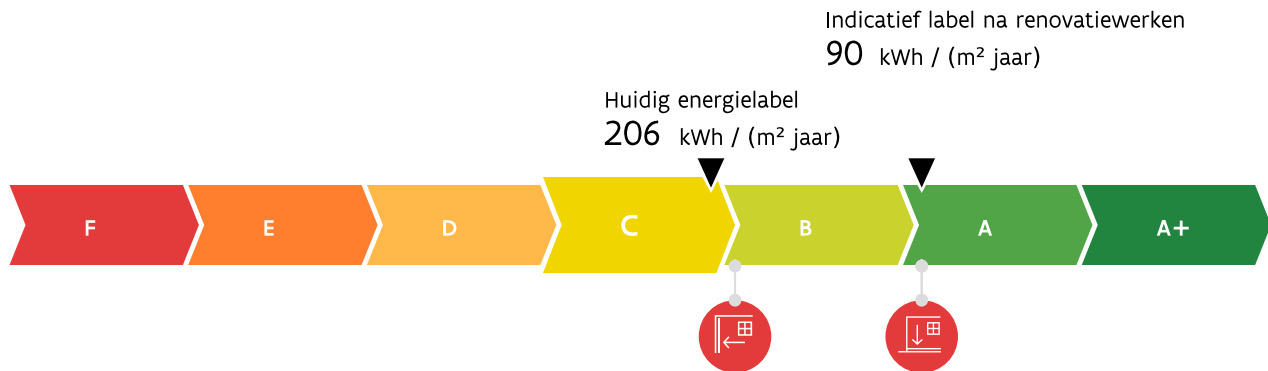 Indicatief label na renovatiewerken
90 kWh / (m² jaar)
Huidig energielabel
206 kWh / (m² jaar)
F E D C B A A+